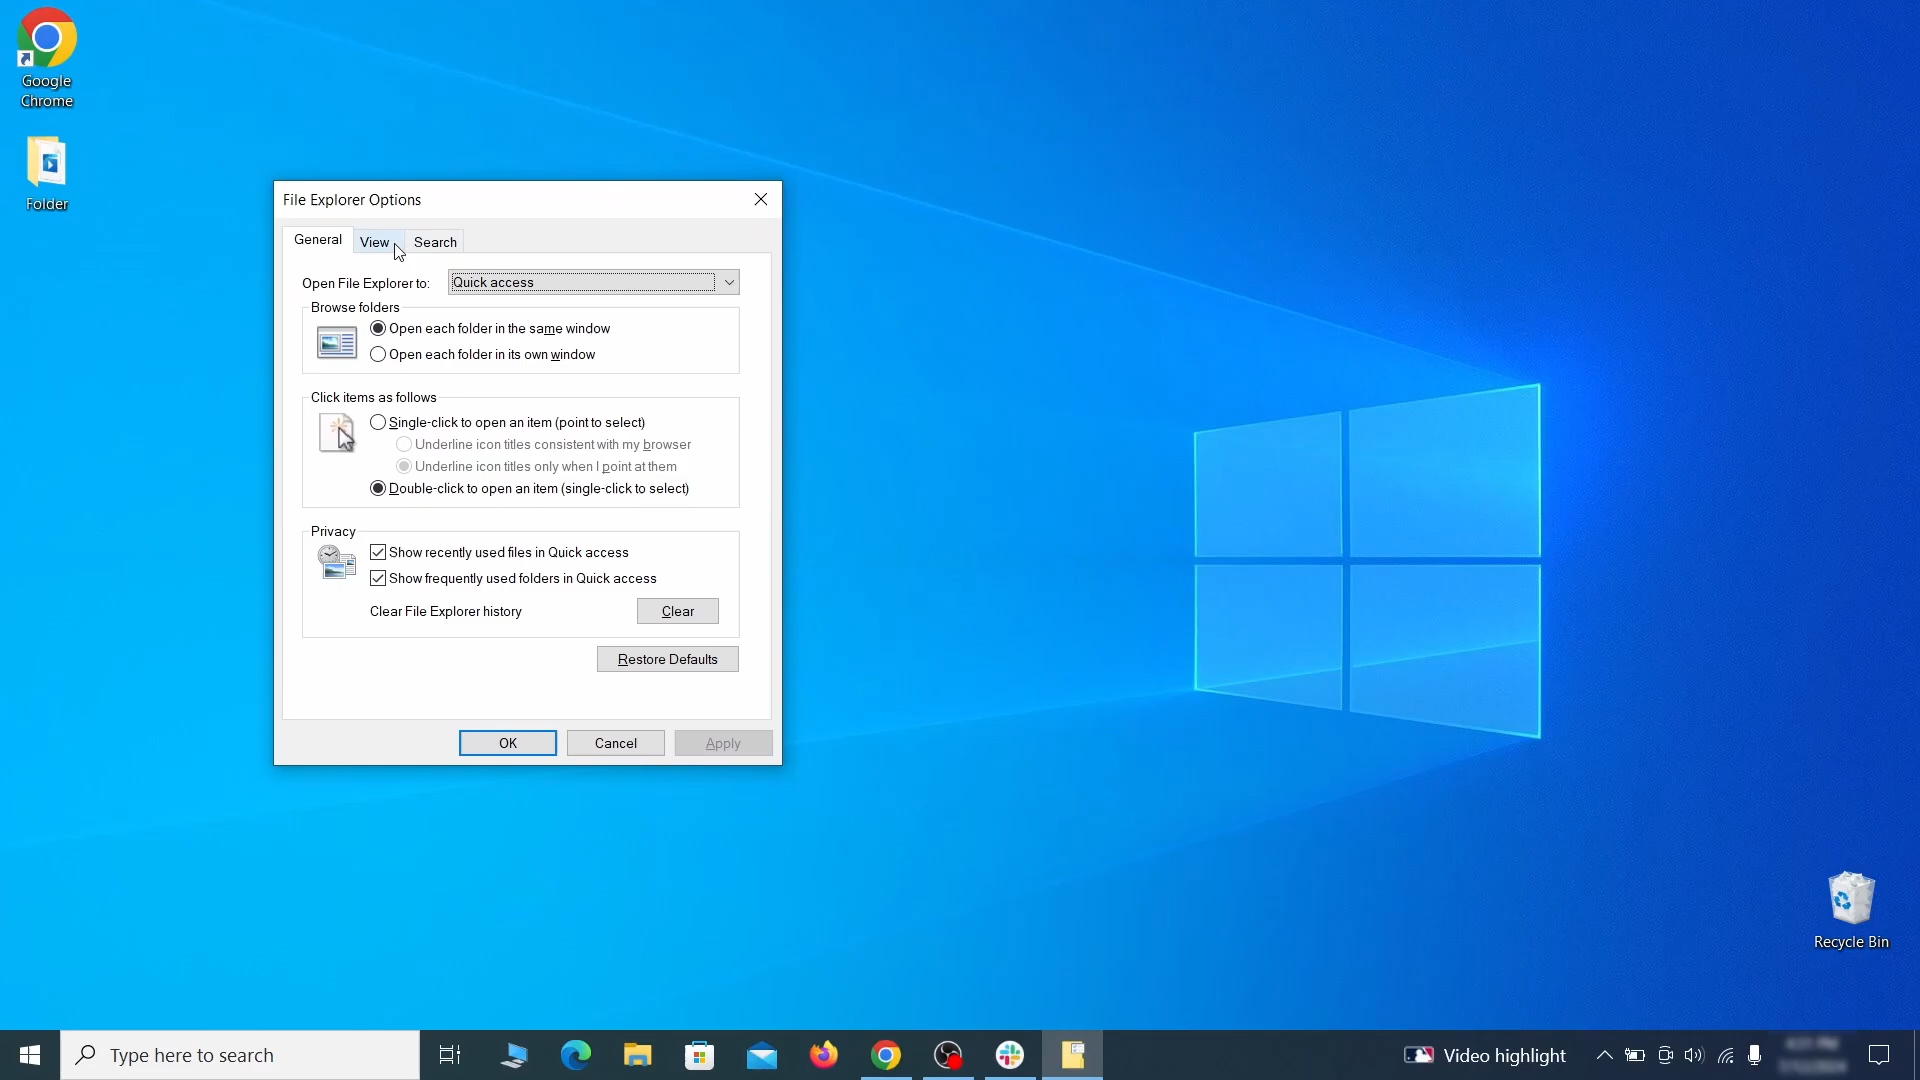 Google
Chrome
Folder
File Explorer Options
General
View
Search
Open File Explorer to:
Quick access
Browse folders
Open each folder in the same window
Open each folder in its own window
Click items as follows
Single-click to open an item (point to select)
Underline icon titles consistent with my browser
Underline icon titles only when I point at them
Double-click to open an item (single-click to select)
Privacy
Show recently used files in Quick access
Show frequently used folders in Quick access
Clear File Explorer history
Clear
Restore Defaults
OK
Cancel
Apply
Recycle Bin
Type here to search
Video highlight